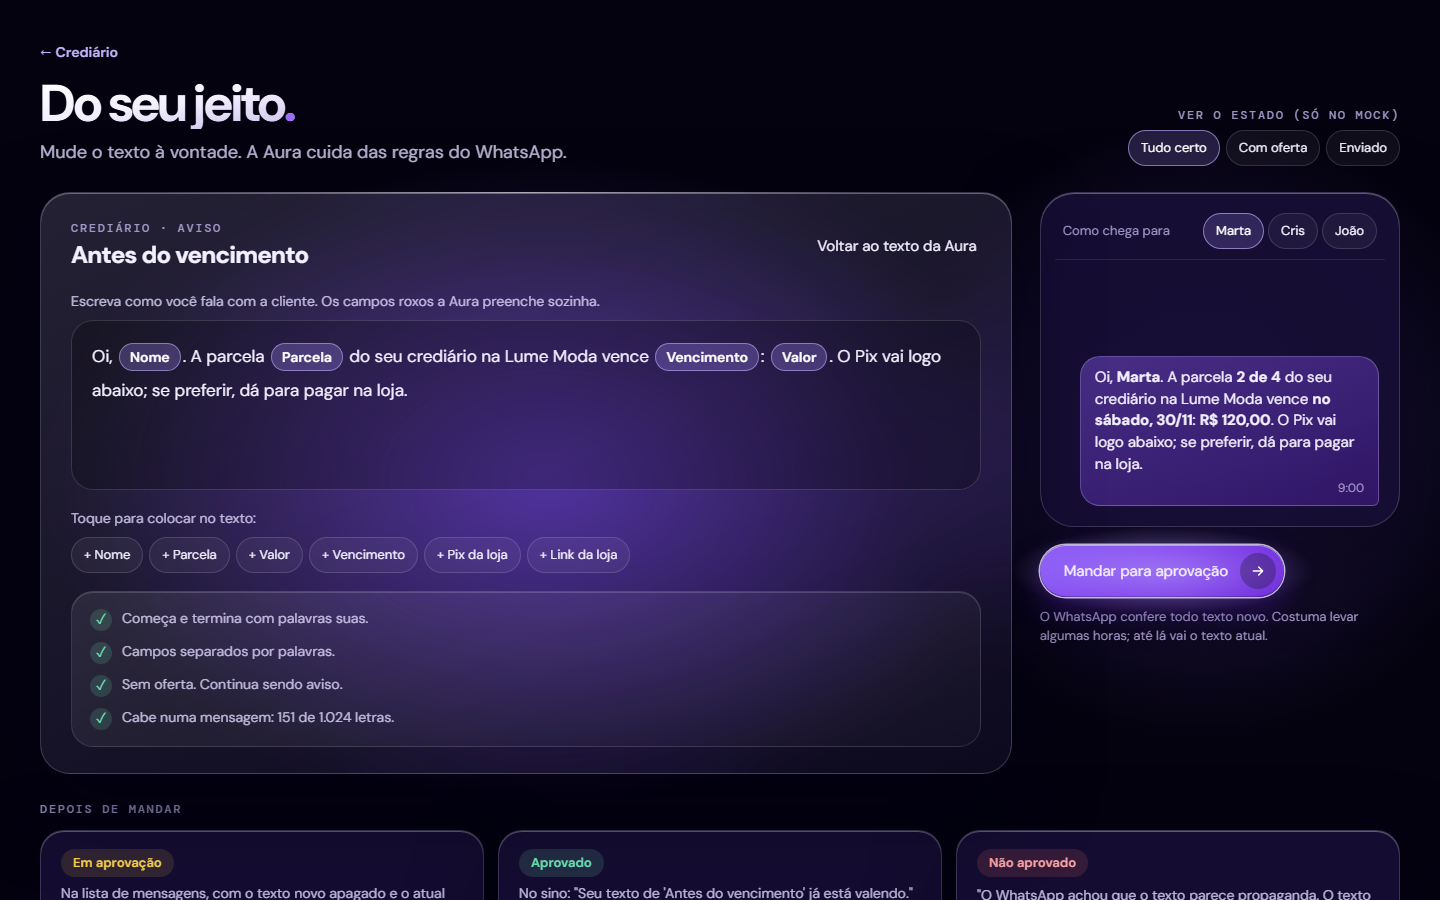 ← Crediário
Do seu jeito.
Mude o texto à vontade. A Aura cuida das regras do WhatsApp.
VER O ESTADO (SÓ NO MOCK)
Tudo certo
Com oferta
Enviado
CREDIÁRIO · AVISO
Antes do vencimento
Voltar ao texto da Aura
Escreva como você fala com a cliente. Os campos roxos a Aura preenche sozinha.
Oi, Nome. A parcela Parcela do seu crediário na Lume Moda vence Vencimento: Valor. O Pix vai logo
abaixo; se preferir, dá para pagar na loja.
Toque para colocar no texto:
+ Nome
+ Parcela
+ Valor
+ Vencimento
+ Pix da loja
+ Link da loja
✓ Começa e termina com palavras suas.
✓ Campos separados por palavras.
✓ Sem oferta. Continua sendo aviso.
✓ Cabe numa mensagem: 151 de 1.024 letras.
Como chega para
Marta
Cris
João
Oi, Marta. A parcela 2 de 4 do seu
crediário na Lume Moda vence no
sábado, 30/11: R$ 120,00. O Pix vai
logo abaixo; se preferir, dá para pagar
na loja.
9:00
Mandar para aprovação →
O WhatsApp confere todo texto novo. Costuma levar
algumas horas; até lá vai o texto atual.
DEPOIS DE MANDAR
Em aprovação
Na lista de mensagens, com o texto novo apagado e o atual
Aprovado
No sino: "Seu texto de 'Antes do vencimento' já está valendo."
Não aprovado
"O WhatsApp achou que o texto parece propaganda. O texto